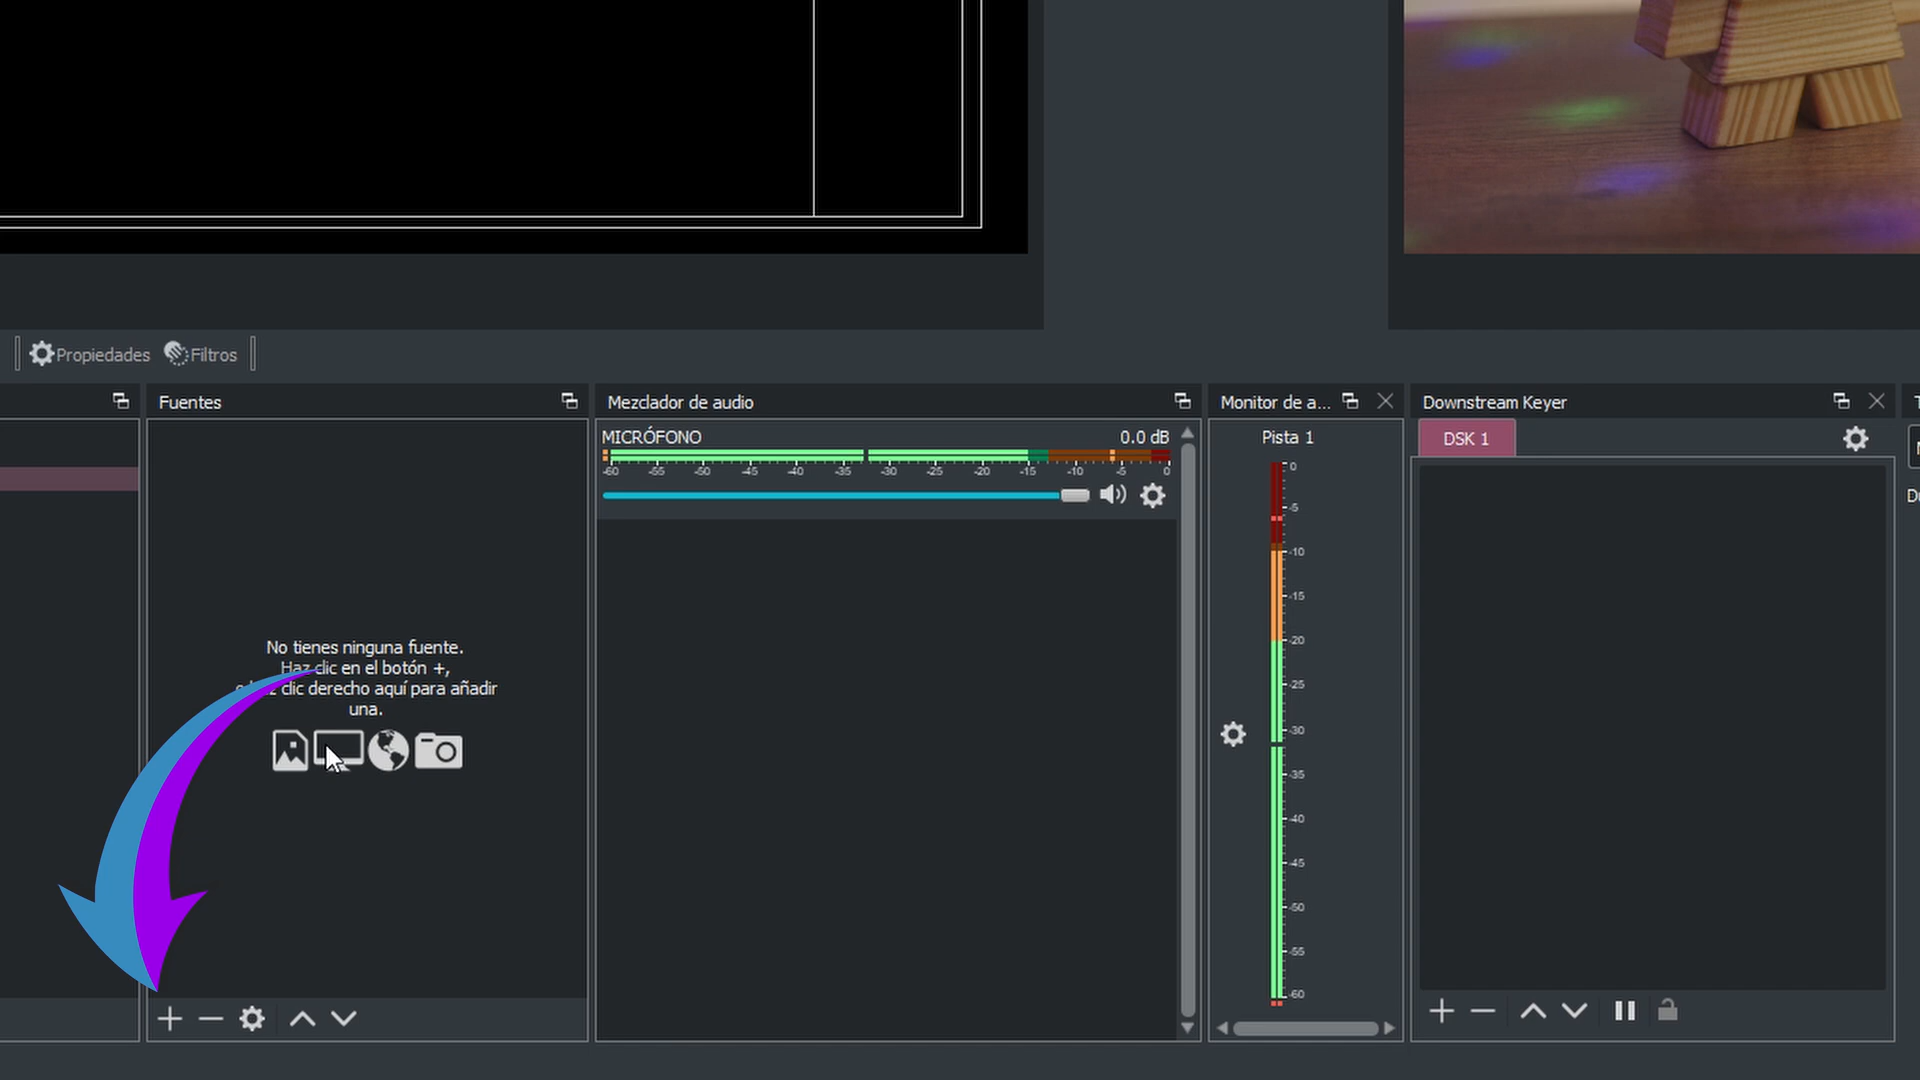 Propiedades
Filtros
Fuentes
No tienes ninguna fuente.
Haz clic en el botón +,
clic derecho aquí para añadir
una.
Mezclador de audio
MICRÓFONO
0.0 dB
-60 -55 -50 -45 -40 -35 -30 -25 -20 -15 -10 -5 0
Monitor de a...
Pista 1
0
-5
-10
-15
-20
-25
-30
-35
-40
-45
-50
-55
-60
Downstream Keyer
DSK 1